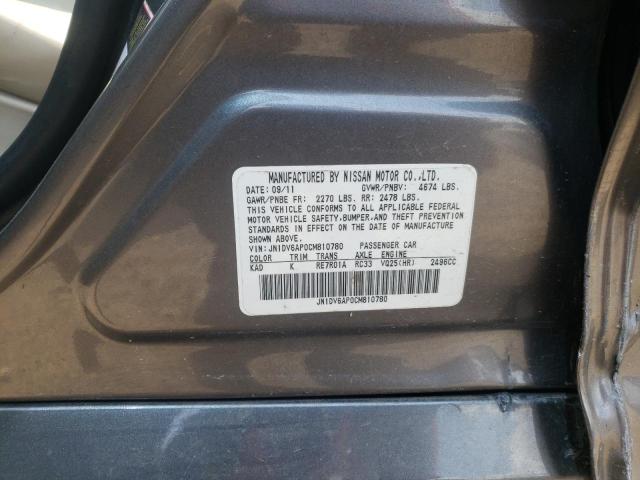 MANUFACTURED BY NISSAN MOTOR CO.,LTD.
DATE: 09/11 GVWR/PNBV: 4674 LBS.
GAWR/PNBE FR: 2270 LBS. RR: 2478 LBS.
THIS VEHICLE CONFORMS TO ALL APPLICABLE FEDERAL
MOTOR VEHICLE SAFETY,BUMPER,AND THEFT PREVENTION
STANDARDS IN EFFECT ON THE DATE OF MANUFACTURE
SHOWN ABOVE.
VIN:JN1DV6AP0CM810780 PASSENGER CAR
COLOR TRIM TRANS AXLE ENGINE
KAD K RE7R01A RC33 VQ25(HR) 2496CC
JN1DV6AP0CM810780